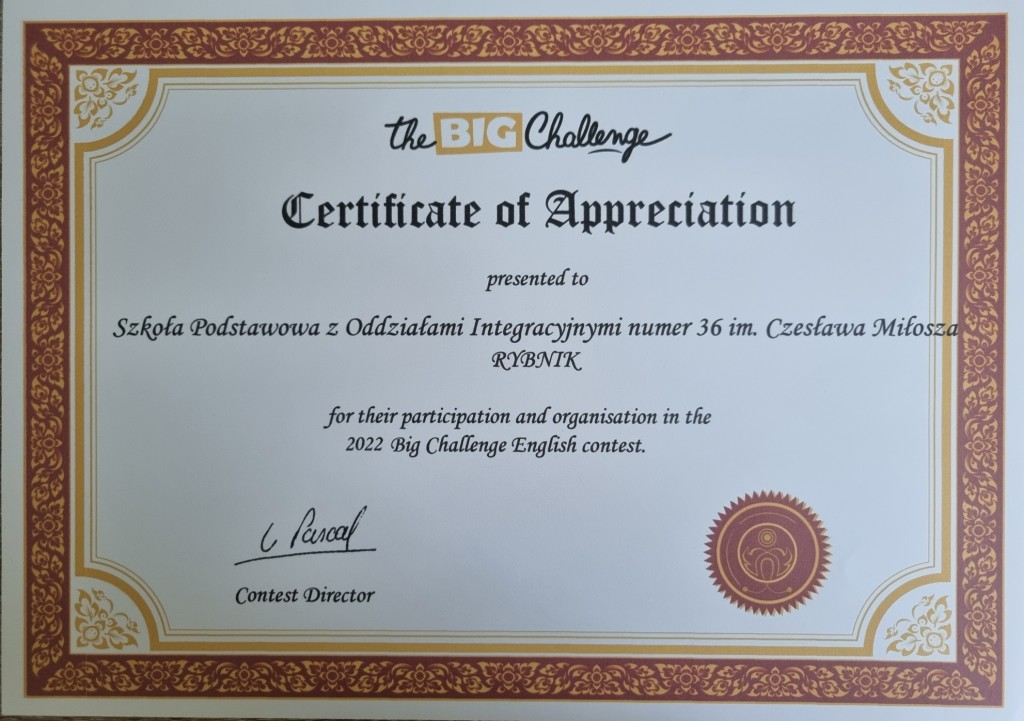 the BIG Challenge
Certificate of Appreciation
presented to
Szkoła Podstawowa z Oddziałami Integracyjnymi numer 36 im. Czesława Miłosza
RYBNIK
for their participation and organisation in the
2022 Big Challenge English contest.
Pascal
Contest Director